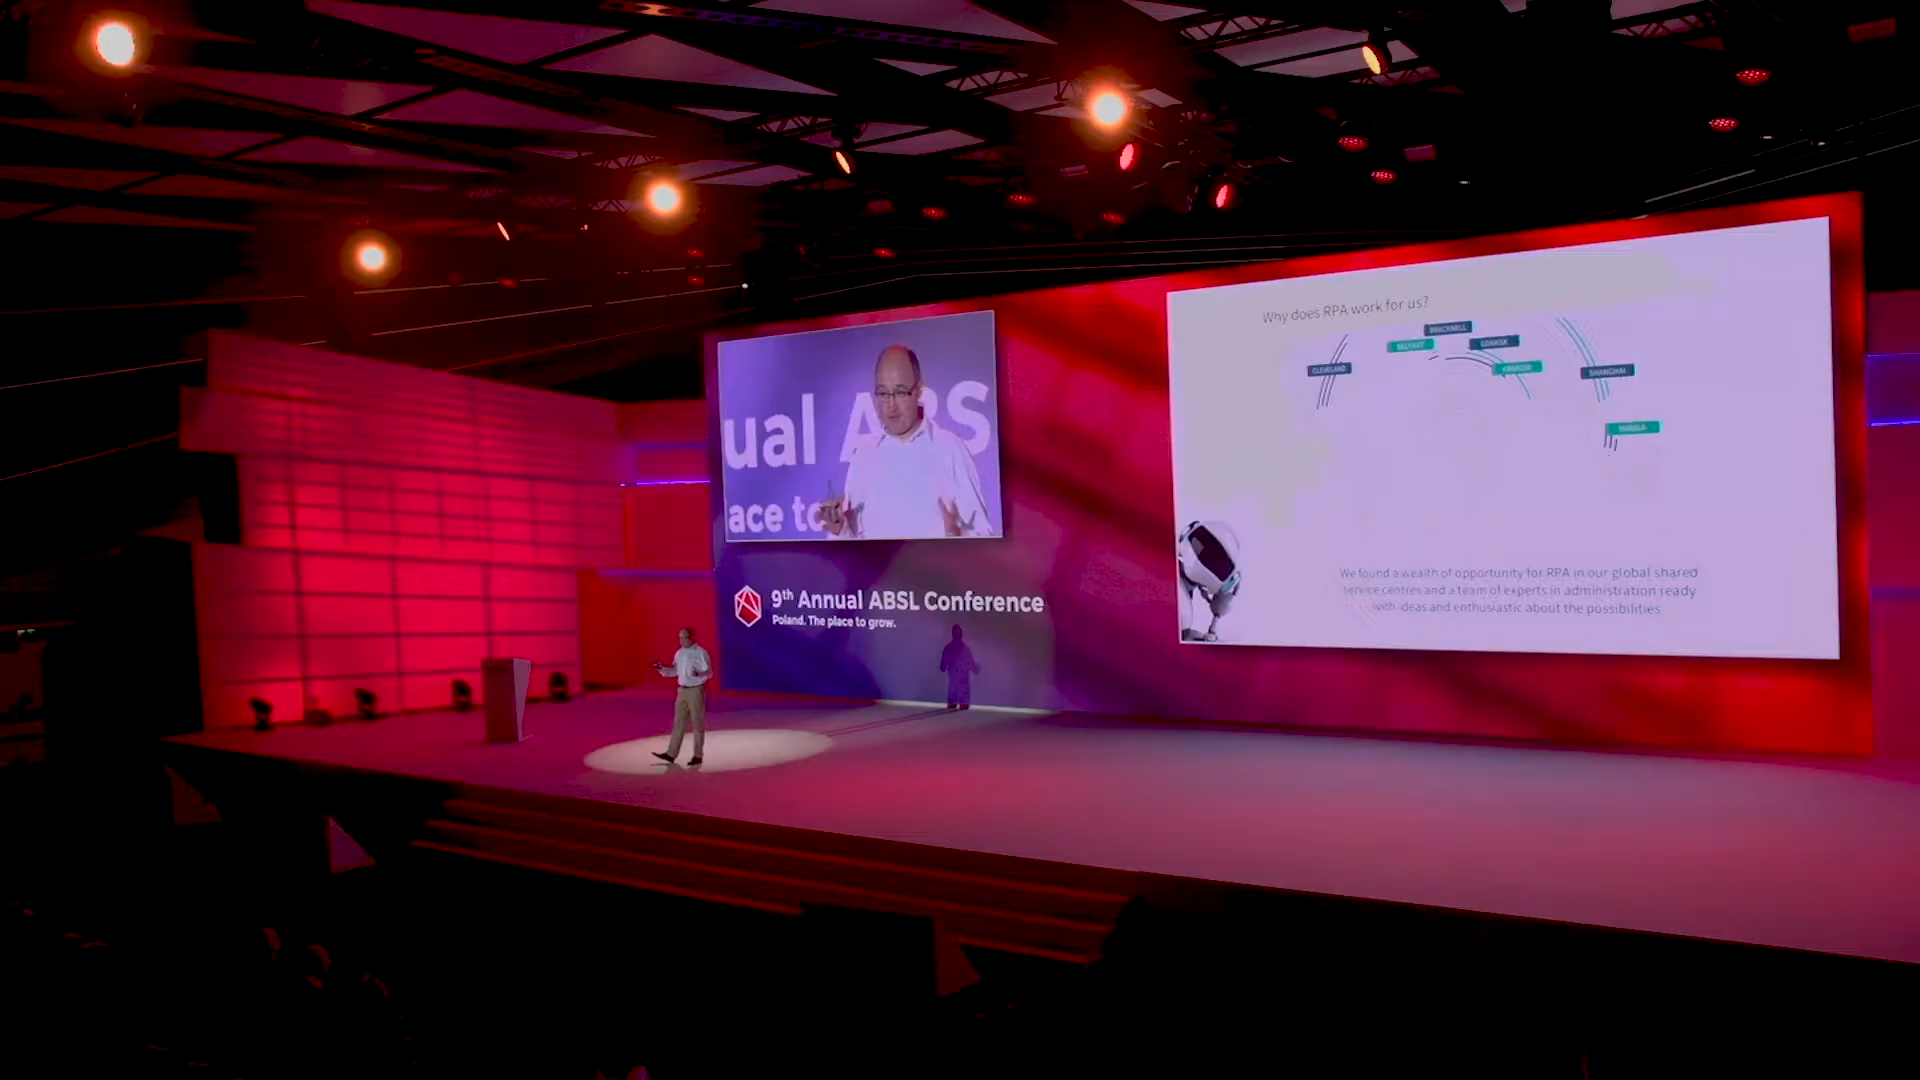 ual ABS
ace to
9th Annual ABSL Conference
Poland. The place to grow.
Why does RPA work for us?
BRACKNELL
BELFAST
GDANSK
CLEVELAND
KRAKOW
SHANGHAI
MANILA
We found a wealth of opportunity for RPA in our global shared
service centres and a team of experts in administration ready
with ideas and enthusiastic about the possibilities